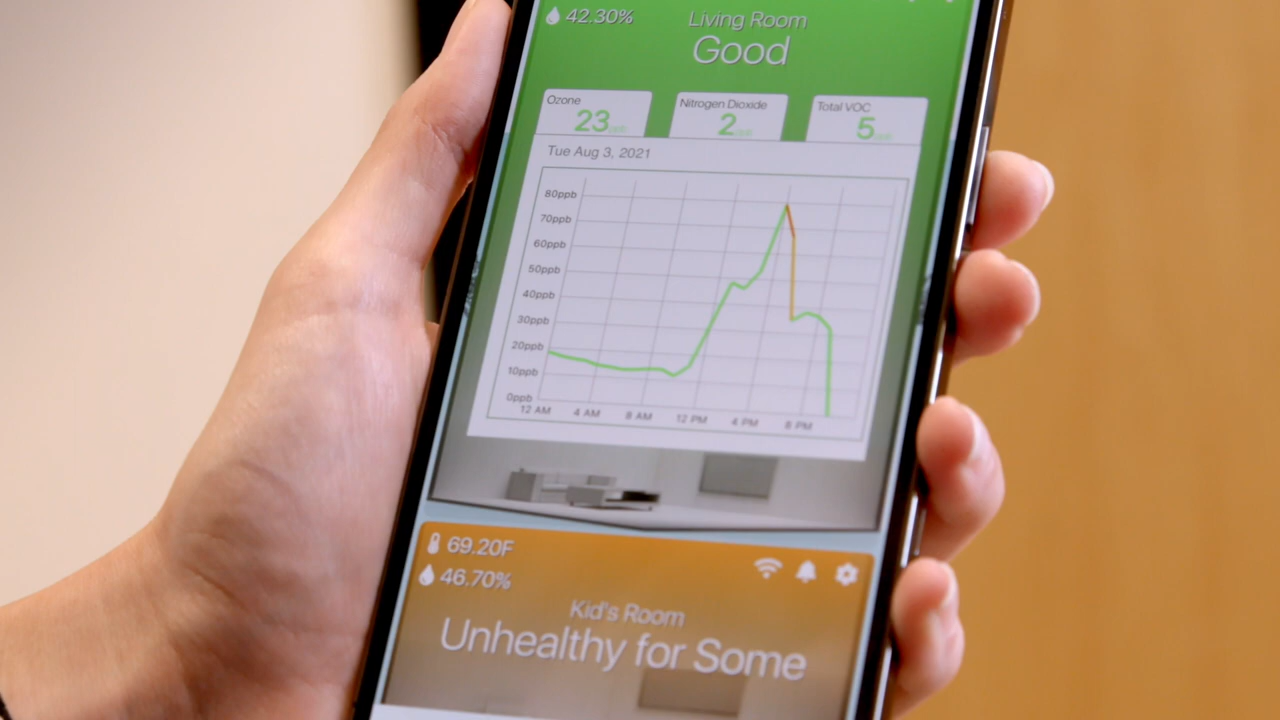 42.30%
Living Room
Good
Ozone
23
Nitrogen Dioxide
2
Total VOC
5
Tue Aug 3, 2021
80ppb
70ppb
60ppb
50ppb
40ppb
30ppb
20ppb
10ppb
0ppb
12 AM 4 AM 8 AM 12 PM 4 PM 8 PM
69.20F
46.70%
Kid's Room
Unhealthy for Some